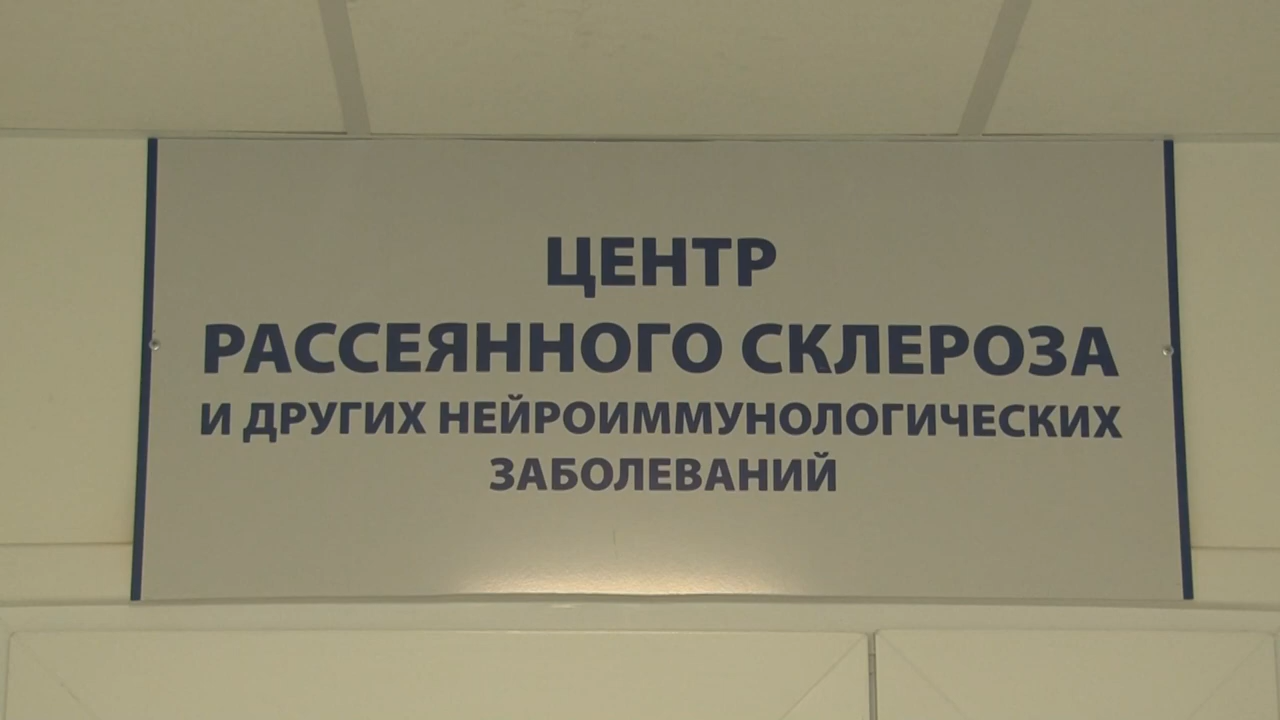 ЦЕНТР
РАССЕЯННОГО СКЛЕРОЗА
И ДРУГИХ НЕЙРОИММУНОЛОГИЧЕСКИХ
ЗАБОЛЕВАНИЙ